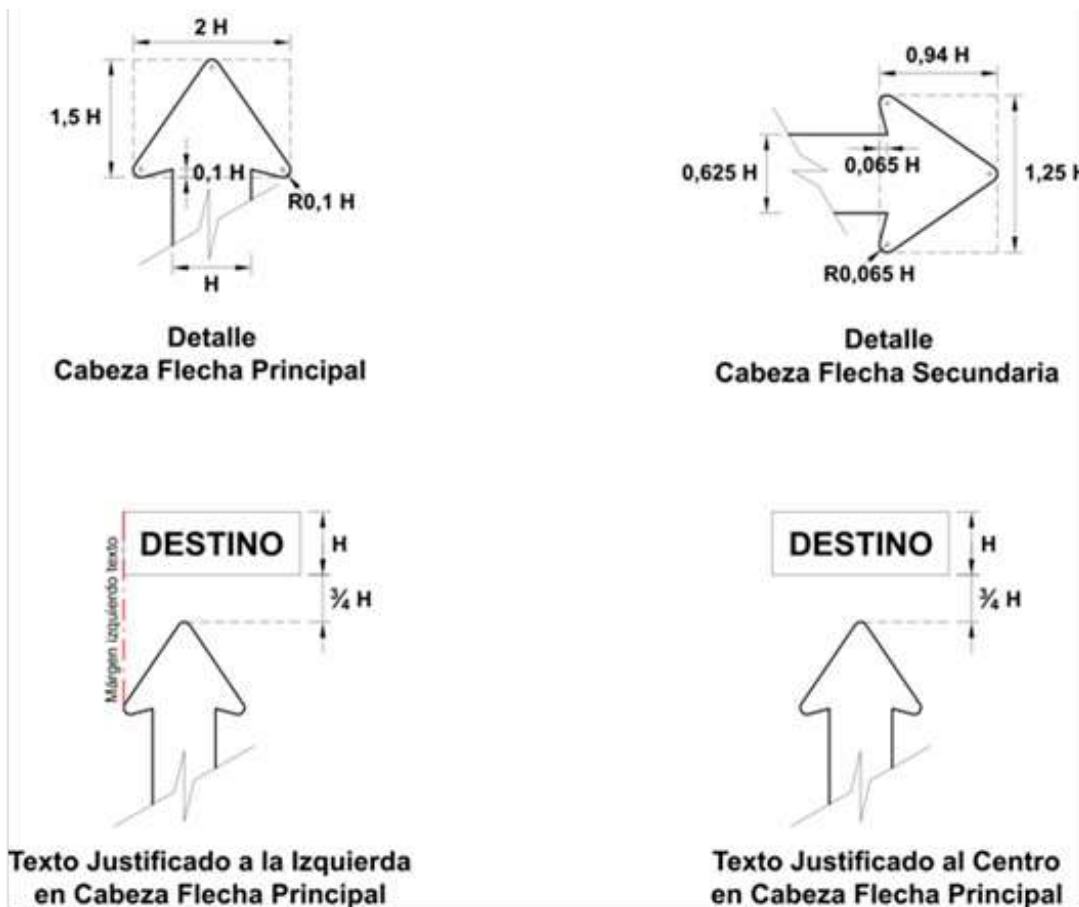 2 H
1,5 H
0,1 H
R0,1 H
H
Detalle
Cabeza Flecha Principal
0,94 H
0,625 H
0,065 H
1,25 H
R0,065 H
Detalle
Cabeza Flecha Secundaria
Márgen izquierdo texto
DESTINO
H
¾ H
Texto Justificado a la Izquierda
en Cabeza Flecha Principal
DESTINO
H
¾ H
Texto Justificado al Centro
en Cabeza Flecha Principal